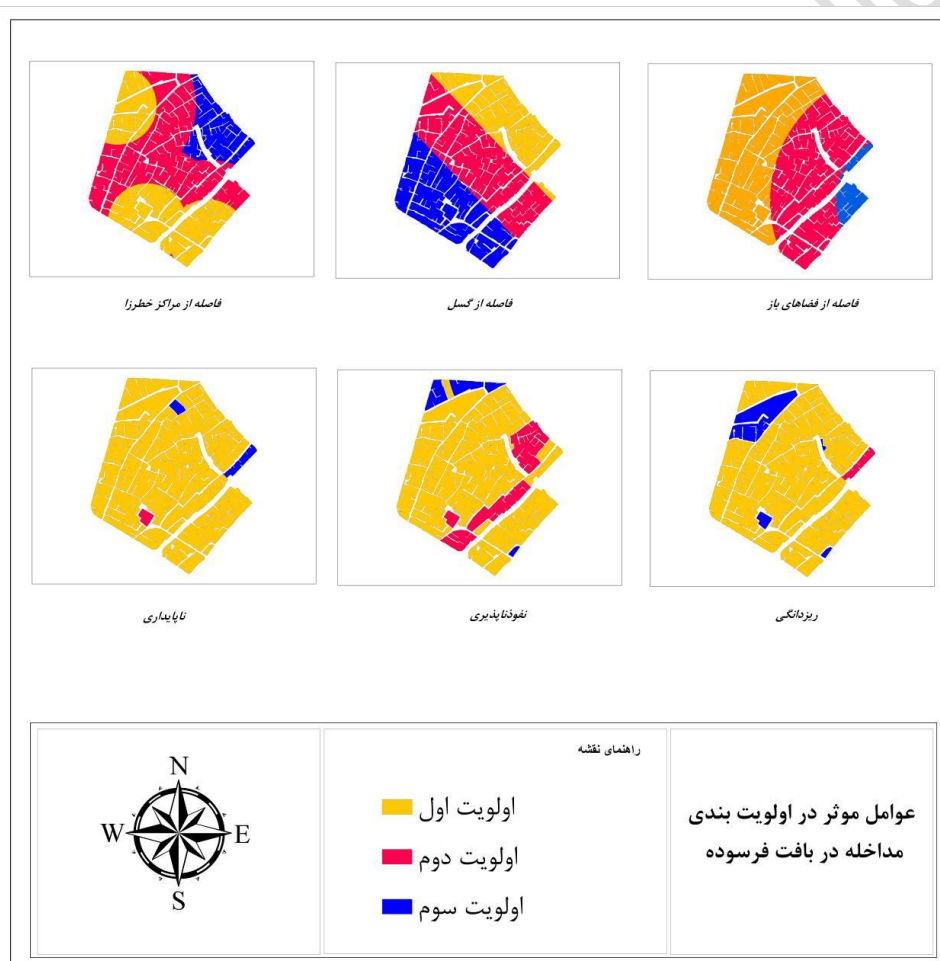 فاصله از فضاهای باز
فاصله از گسل
فاصله از مراکز خطرزا
ریزدانگی
نفوذناپذیری
ناپایداری
عوامل موثر در اولویت بندی
مداخله در بافت فرسوده
راهنمای نقشه
اولویت اول
اولویت دوم
اولویت سوم
N
W
E
S